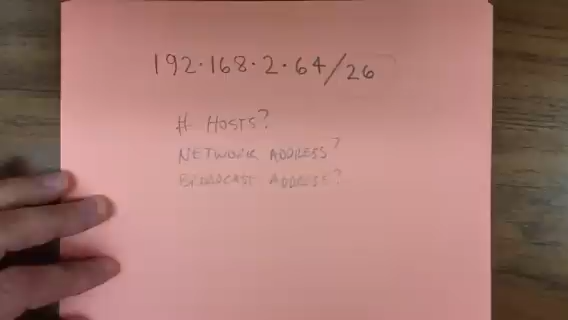 192.168.2.64/26
# HOSTS?
NETWORK ADDRESS?
BROADCAST ADDRESS?